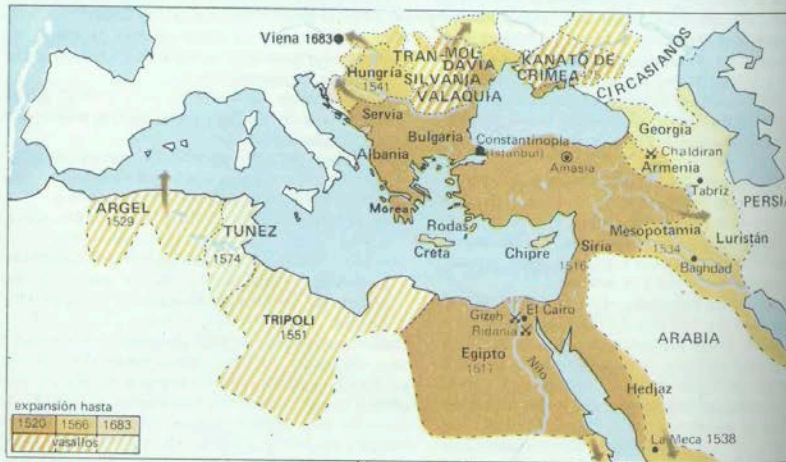 Viena 1683
TRAN-
SILVANIA
MOL-
DAVIA
VALAQUIA
KANATO DE
CRIMEA
CIRCASIANOS
Hungría
1541
Servia
Bulgaria
Albania
Constantinopla
(Istanbul)
Amasia
Georgia
Chaldiran
Armenia
Tabriz
PERSIA
ARGEL
1529
TUNEZ
1574
Morea
Rodas
Creta
Chipre
Siria
1516
Mesopotamia
1534
Luristán
Baghdad
TRIPOLI
1551
Gizeh
El Cairo
Ridania
Egipto
1517
Nilo
ARABIA
Hedjaz
La Meca 1538
expansión hasta
1520 1566 1683
vasallos